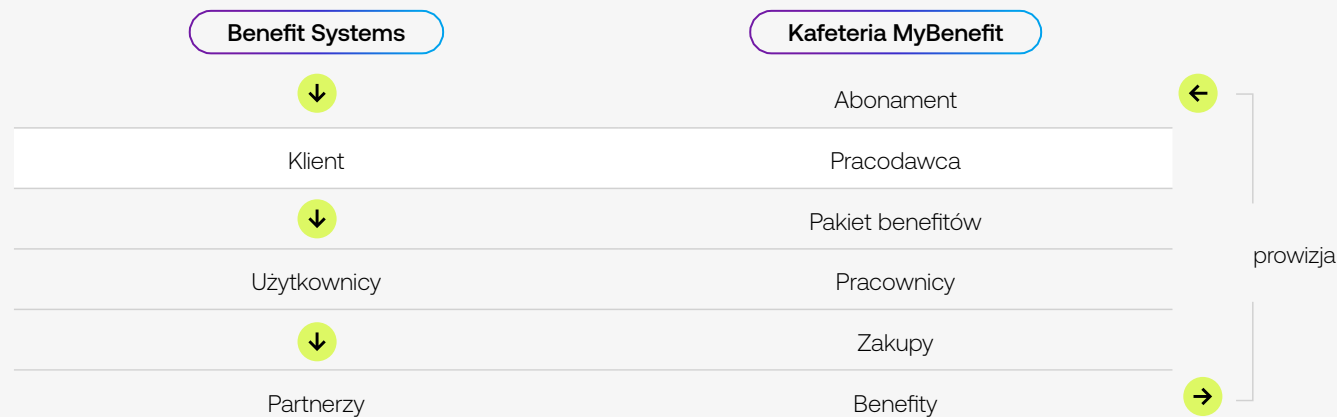 Benefit Systems
Kafeteria MyBenefit
Abonament
Klient
Pracodawca
Pakiet benefitów
prowizja
Użytkownicy
Pracownicy
Zakupy
Partnerzy
Benefity